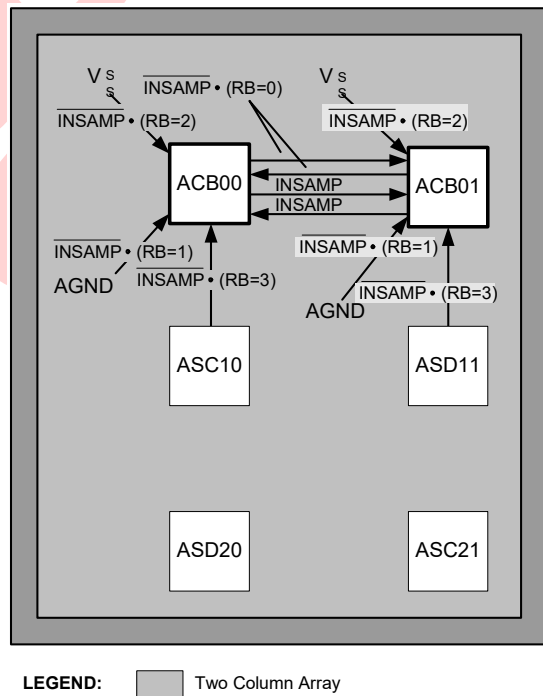 VSS
VSS
INSAMP • (RB=0)
INSAMP • (RB=2)
INSAMP • (RB=2)
ACB00
ACB01
INSAMP
INSAMP
INSAMP • (RB=1)
INSAMP • (RB=1)
INSAMP • (RB=3)
AGND
INSAMP • (RB=3)
AGND
ASC10
ASD11
ASD20
ASC21
LEGEND:
Two Column Array